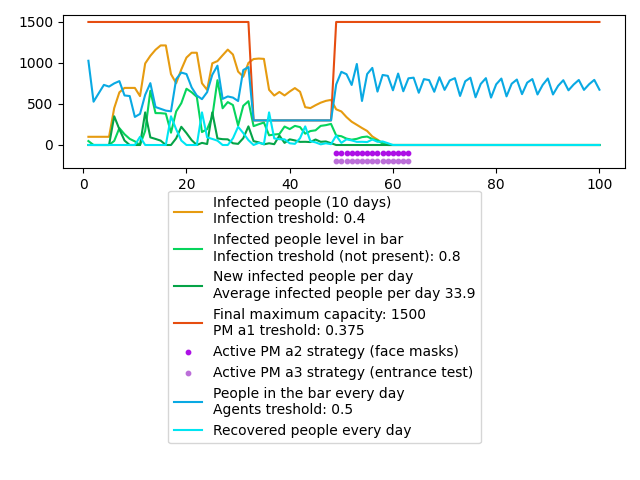 1500
1000
500
0
0 20 40 60 80 100
Infected people (10 days)
Infection treshold: 0.4
Infected people level in bar
Infection treshold (not present): 0.8
New infected people per day
Average infected people per day 33.9
Final maximum capacity: 1500
PM a1 treshold: 0.375
Active PM a2 strategy (face masks)
Active PM a3 strategy (entrance test)
People in the bar every day
Agents treshold: 0.5
Recovered people every day